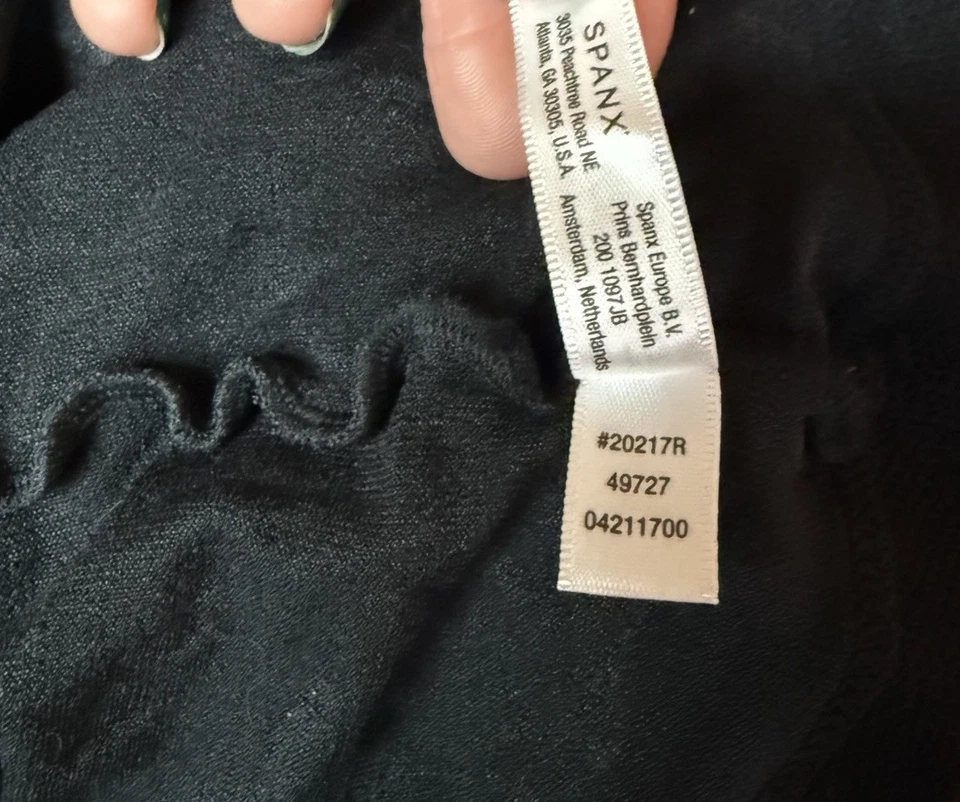 SPANX
3035 Peachtree Road NE
Atlanta, GA 30305, U.S.A.
Spanx Europe B.V.
Prins Bernhardplein
200 1097JB
Amsterdam, Netherlands
#20217R
49727
04211700